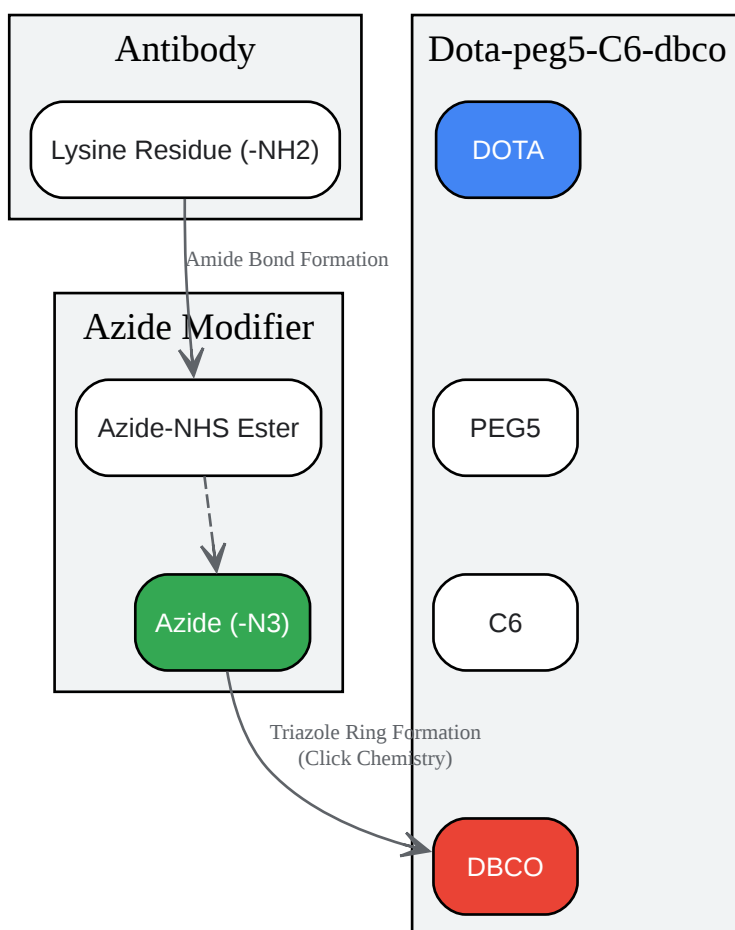 Antibody
Lysine Residue (-NH2)
Amide Bond Formation
Azide Modifier
Azide-NHS Ester
Azide (-N3)
Triazole Ring Formation
(Click Chemistry)
Dota-peg5-C6-dbco
DOTA
PEG5
C6
DBCO